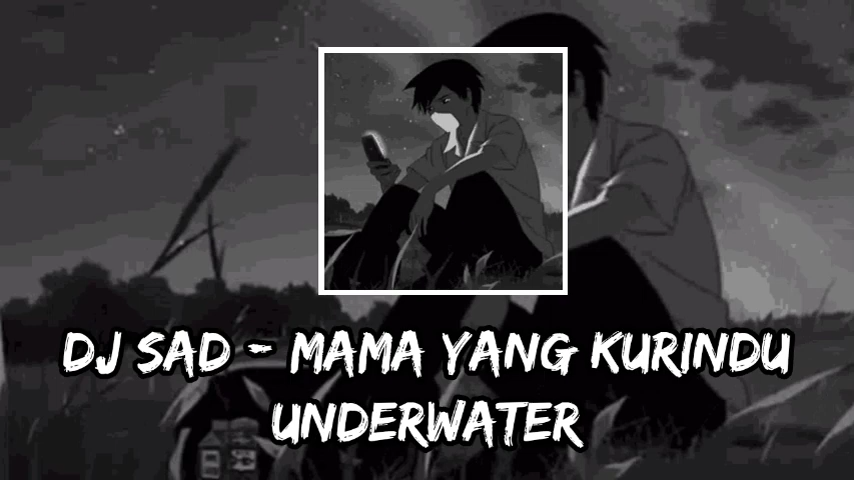 DJ SAD - MAMA YANG KURINDU
UNDERWATER